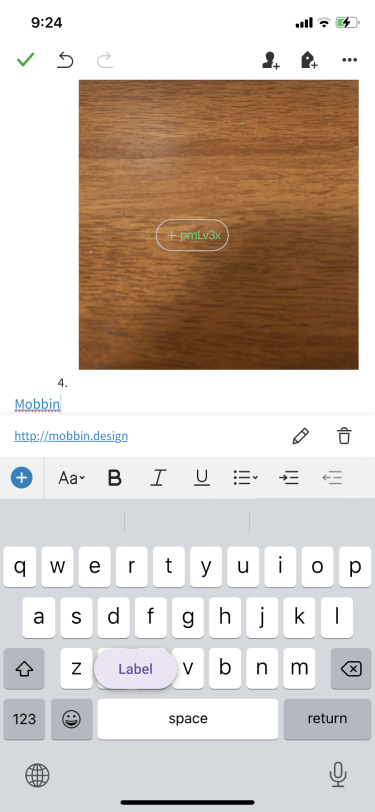 9:24
+ pmLv3x
4.
Mobbin
http://mobbin.design
Aa B I U
q w e r t y u i o p
a s d f g h j k l
z Label v b n m
123 space return